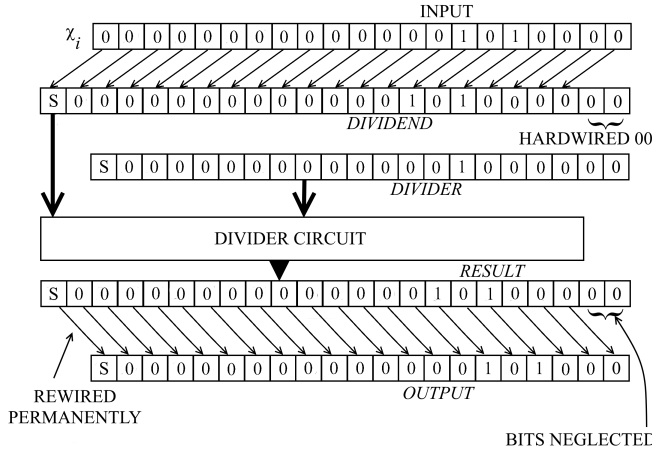 INPUT
χi 0 0 0 0 0 0 0 0 0 0 0 0 0 0 1 0 1 0 0 0 0
S 0 0 0 0 0 0 0 0 0 0 0 0 0 1 0 1 0 0 0 0 0 0
DIVIDEND
HARDWIRED 00
S 0 0 0 0 0 0 0 0 0 0 0 0 0 1 0 0 0 0 0 0
DIVIDER
DIVIDER CIRCUIT
RESULT
S 0 0 0 0 0 0 0 0 0 0 0 0 0 0 1 0 1 0 0 0 0 0
S 0 0 0 0 0 0 0 0 0 0 0 0 0 0 1 0 1 0 0 0
OUTPUT
REWIRED
PERMANENTLY
BITS NEGLECTED